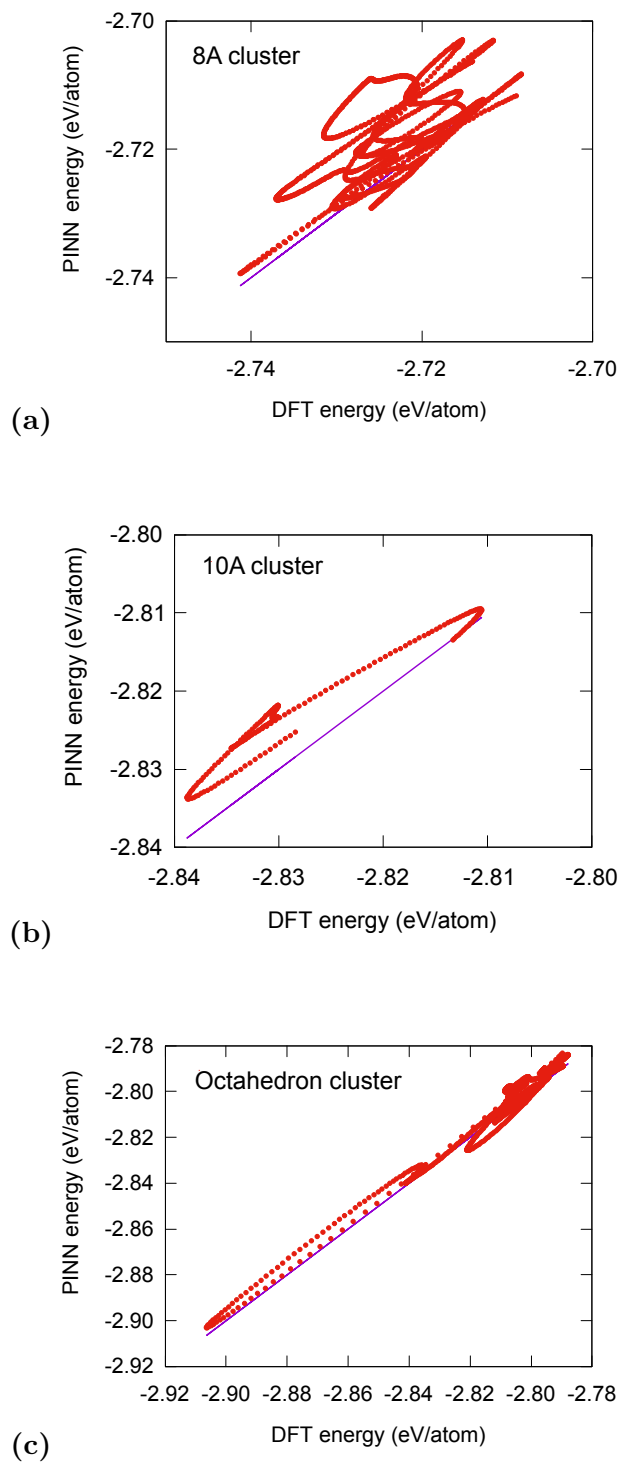 -2.70
8A cluster
-2.72
-2.74
PINN energy (eV/atom)
-2.74 -2.72 -2.70
DFT energy (eV/atom)
(a)
-2.80
10A cluster
-2.81
-2.82
-2.83
-2.84
PINN energy (eV/atom)
-2.84 -2.83 -2.82 -2.81 -2.80
DFT energy (eV/atom)
(b)
-2.78
Octahedron cluster
-2.80
-2.82
-2.84
-2.86
-2.88
-2.90
-2.92
PINN energy (eV/atom)
-2.92 -2.90 -2.88 -2.86 -2.84 -2.82 -2.80 -2.78
DFT energy (eV/atom)
(c)